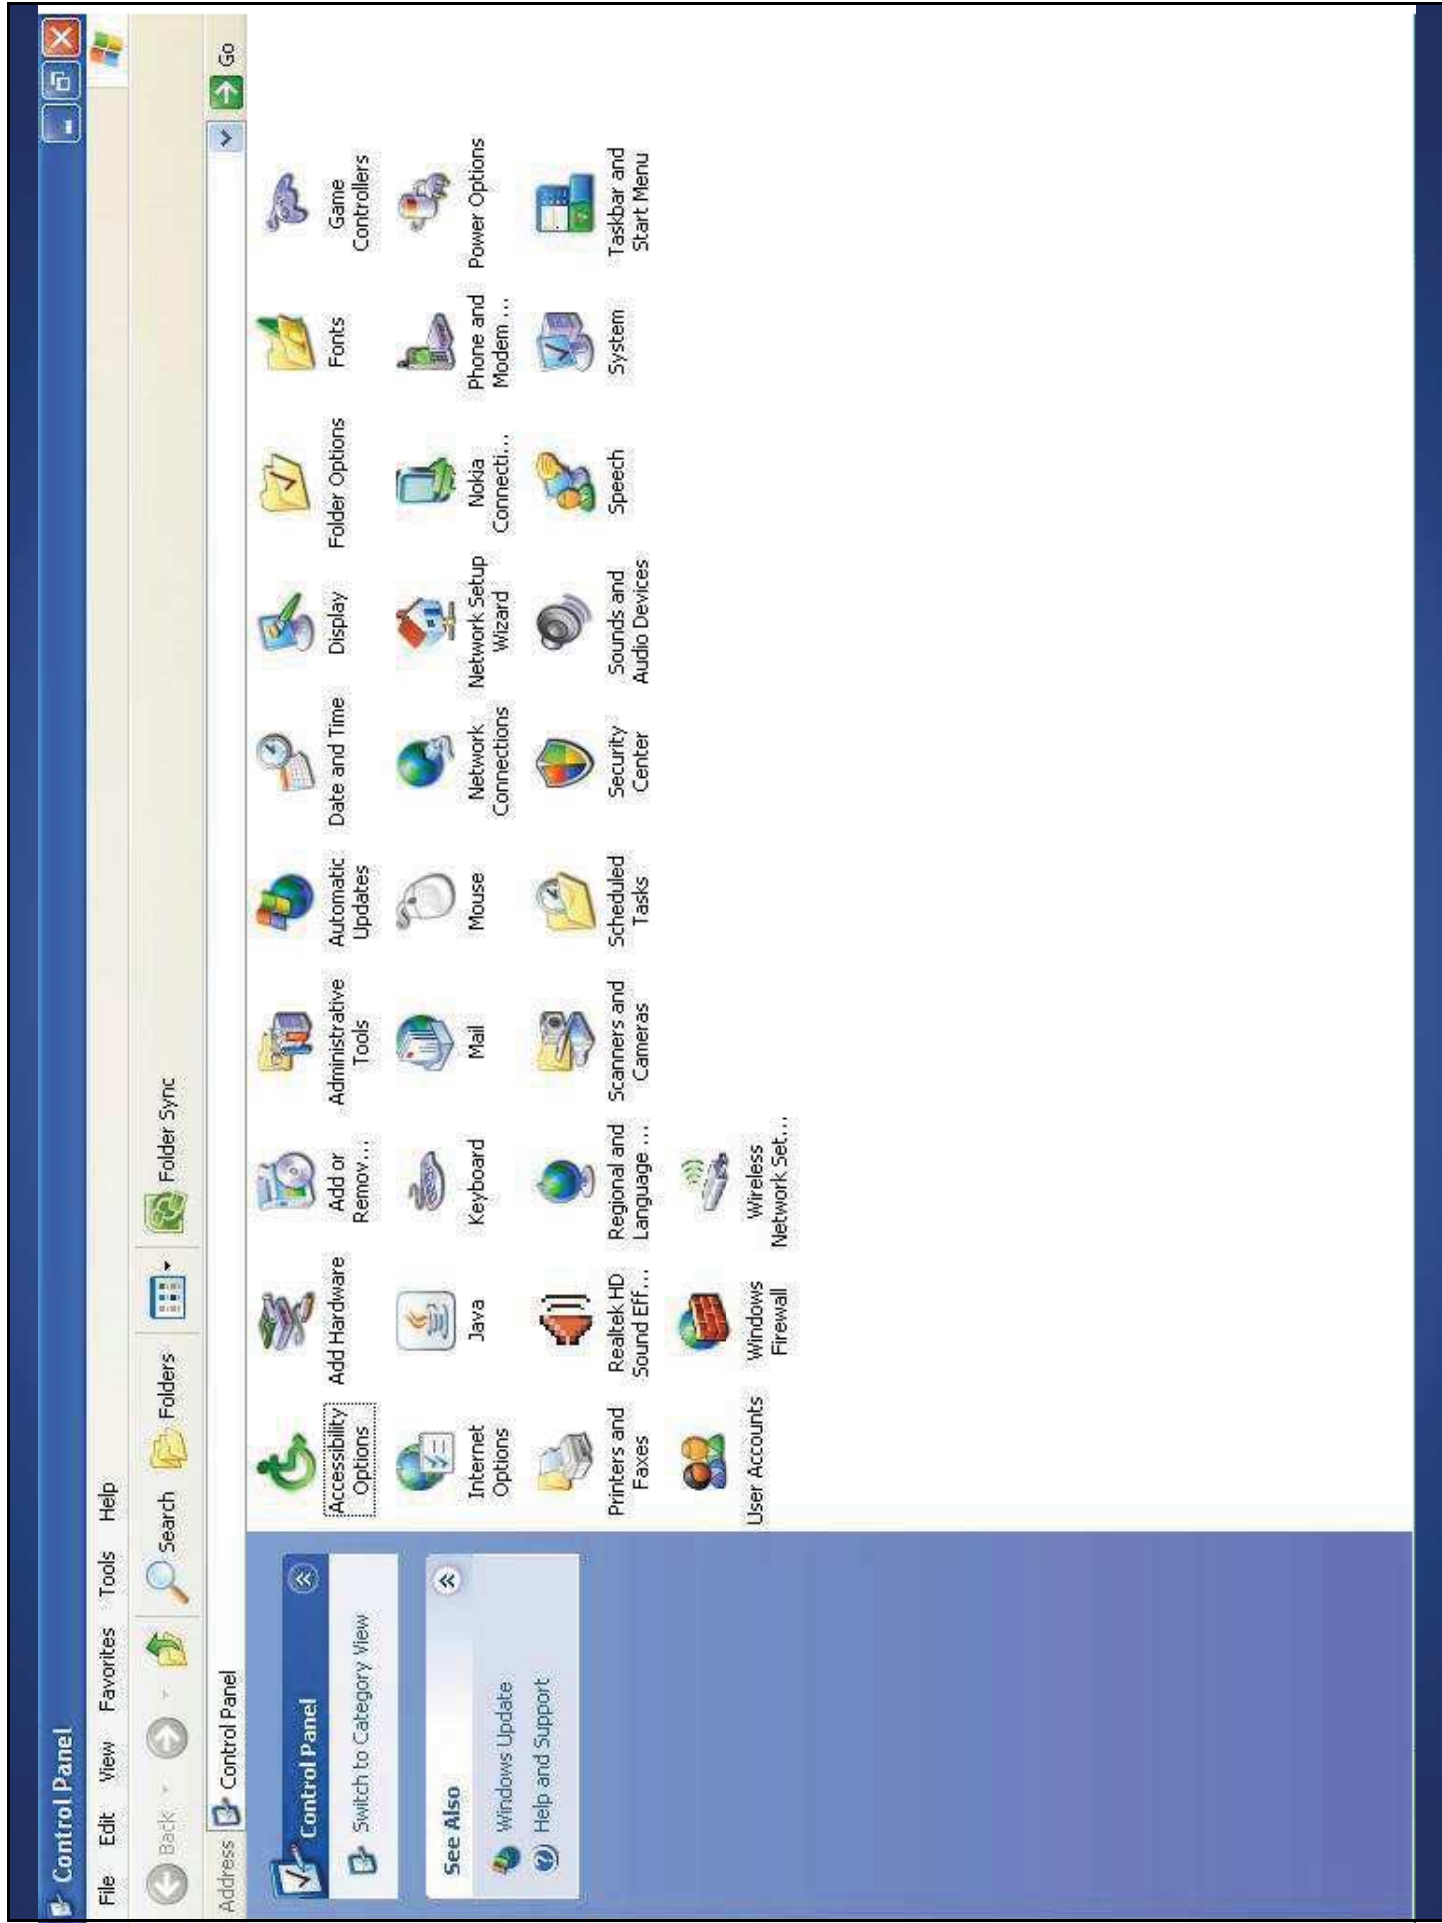 Control Panel
File Edit View Favorites Tools Help
Back Search Folders Folder Sync
Address Control Panel Go
Control Panel
Switch to Category View
See Also
Windows Update
Help and Support
Accessibility
Options
Add Hardware
Add or
Remov...
Administrative
Tools
Automatic
Updates
Date and Time
Display
Folder Options
Fonts
Game
Controllers
Internet
Options
Java
Keyboard
Mail
Mouse
Network
Connections
Network Setup
Wizard
Nokia
Connecti...
Phone and
Modem ...
Power Options
Printers and
Faxes
Realtek HD
Sound Eff...
Regional and
Language ...
Scanners and
Cameras
Scheduled
Tasks
Security
Center
Sounds and
Audio Devices
Speech
System
Taskbar and
Start Menu
User Accounts
Windows
Firewall
Wireless
Network Set...